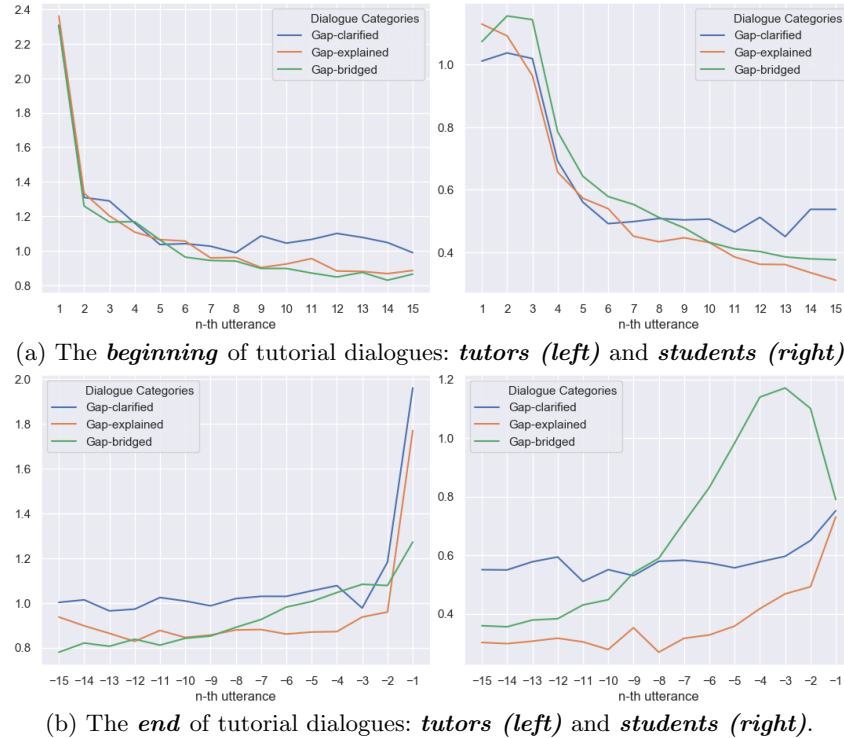 Dialogue Categories
Gap-clarified
Gap-explained
Gap-bridged
2.4
2.2
2.0
1.8
1.6
1.4
1.2
1.0
0.8
1 2 3 4 5 6 7 8 9 10 11 12 13 14 15
n-th utterance
Dialogue Categories
Gap-clarified
Gap-explained
Gap-bridged
1.0
0.8
0.6
0.4
1 2 3 4 5 6 7 8 9 10 11 12 13 14 15
n-th utterance
(a) The beginning of tutorial dialogues: tutors (left) and students (right)
Dialogue Categories
Gap-clarified
Gap-explained
Gap-bridged
2.0
1.8
1.6
1.4
1.2
1.0
0.8
−15 −14 −13 −12 −11 −10 −9 −8 −7 −6 −5 −4 −3 −2 −1
n-th utterance
Dialogue Categories
Gap-clarified
Gap-explained
Gap-bridged
1.2
1.0
0.8
0.6
0.4
−15 −14 −13 −12 −11 −10 −9 −8 −7 −6 −5 −4 −3 −2 −1
n-th utterance
(b) The end of tutorial dialogues: tutors (left) and students (right).